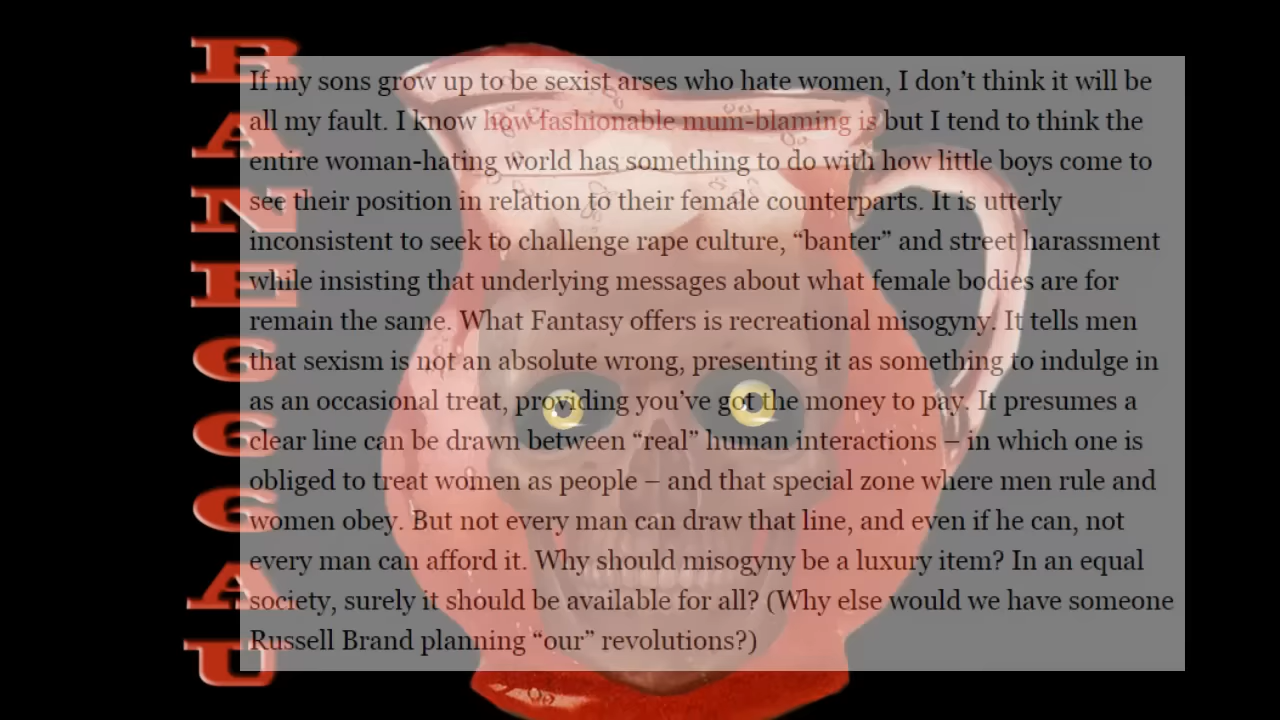 BANE666AU
If my sons grow up to be sexist arses who hate women, I don’t think it will be
all my fault. I know how fashionable mum-blaming is but I tend to think the
entire woman-hating world has something to do with how little boys come to
see their position in relation to their female counterparts. It is utterly
inconsistent to seek to challenge rape culture, “banter” and street harassment
while insisting that underlying messages about what female bodies are for
remain the same. What Fantasy offers is recreational misogyny. It tells men
that sexism is not an absolute wrong, presenting it as something to indulge in
as an occasional treat, providing you’ve got the money to pay. It presumes a
clear line can be drawn between “real” human interactions – in which one is
obliged to treat women as people – and that special zone where men rule and
women obey. But not every man can draw that line, and even if he can, not
every man can afford it. Why should misogyny be a luxury item? In an equal
society, surely it should be available for all? (Why else would we have someone
Russell Brand planning “our” revolutions?)